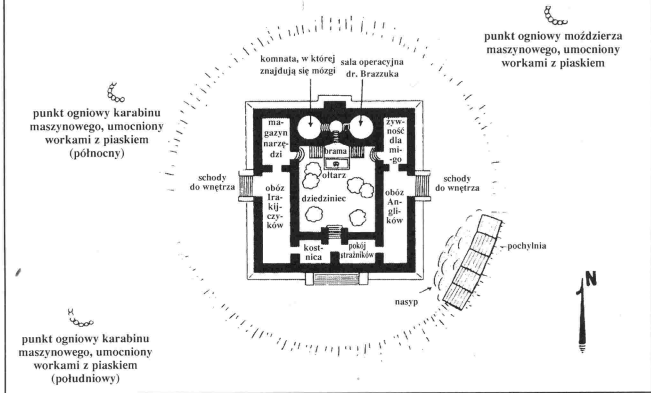 punkt ogniowy moździerza
maszynowego, umocniony
workami z piaskiem
komnata, w której
znajdują się mózgi
sala operacyjna
dr. Brazzuka
punkt ogniowy karabinu
maszynowego, umocniony
workami z piaskiem
(północny)
ma-
gazyn
narzę-
dzi
żyw-
ność
dla
mi-
-go
brama
ołtarz
schody
do wnętrza
obóz
Ira-
kij-
czy-
ków
dziedziniec
obóz
An-
gli-
ków
schody
do wnętrza
kost-
nica
pokój
strażników
pochylnia
nasyp
N
punkt ogniowy karabinu
maszynowego, umocniony
workami z piaskiem
(południowy)